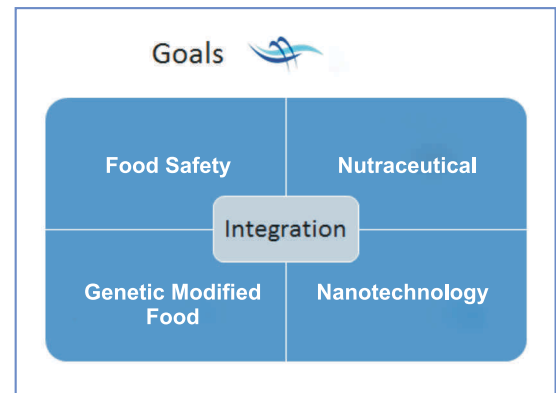 Goals
Food Safety
Nutraceutical
Integration
Genetic Modified
Food
Nanotechnology